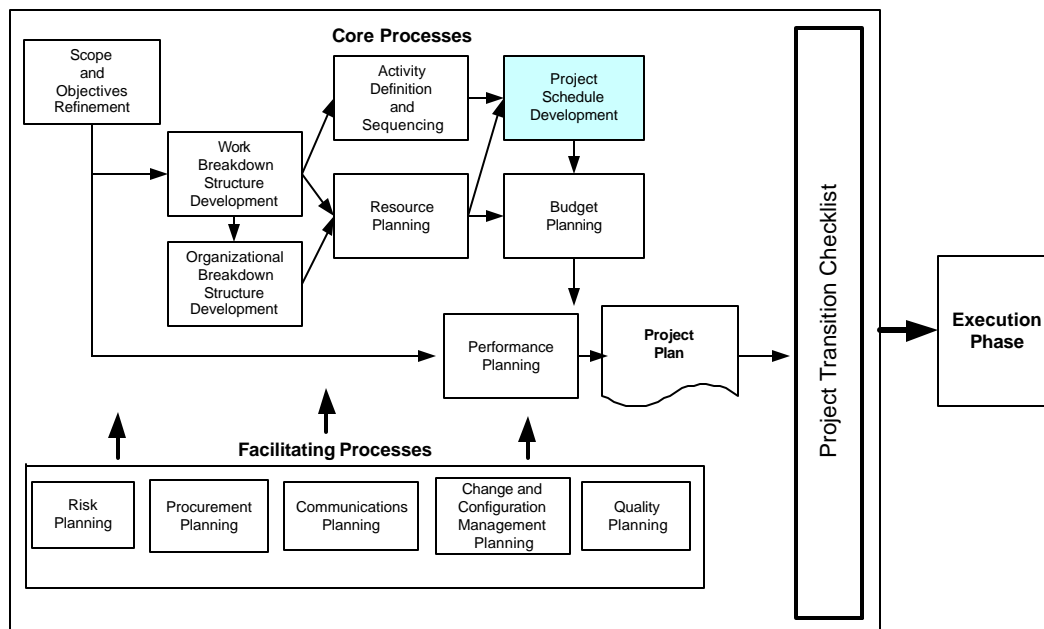 Core Processes
Scope
and
Objectives
Refinement
Activity
Definition
and
Sequencing
Project
Schedule
Development
Work
Breakdown
Structure
Development
Resource
Planning
Budget
Planning
Organizational
Breakdown
Structure
Development
Performance
Planning
Project
Plan
Project Transition Checklist
Execution
Phase
Facilitating Processes
Risk
Planning
Procurement
Planning
Communications
Planning
Change and
Configuration
Management
Planning
Quality
Planning